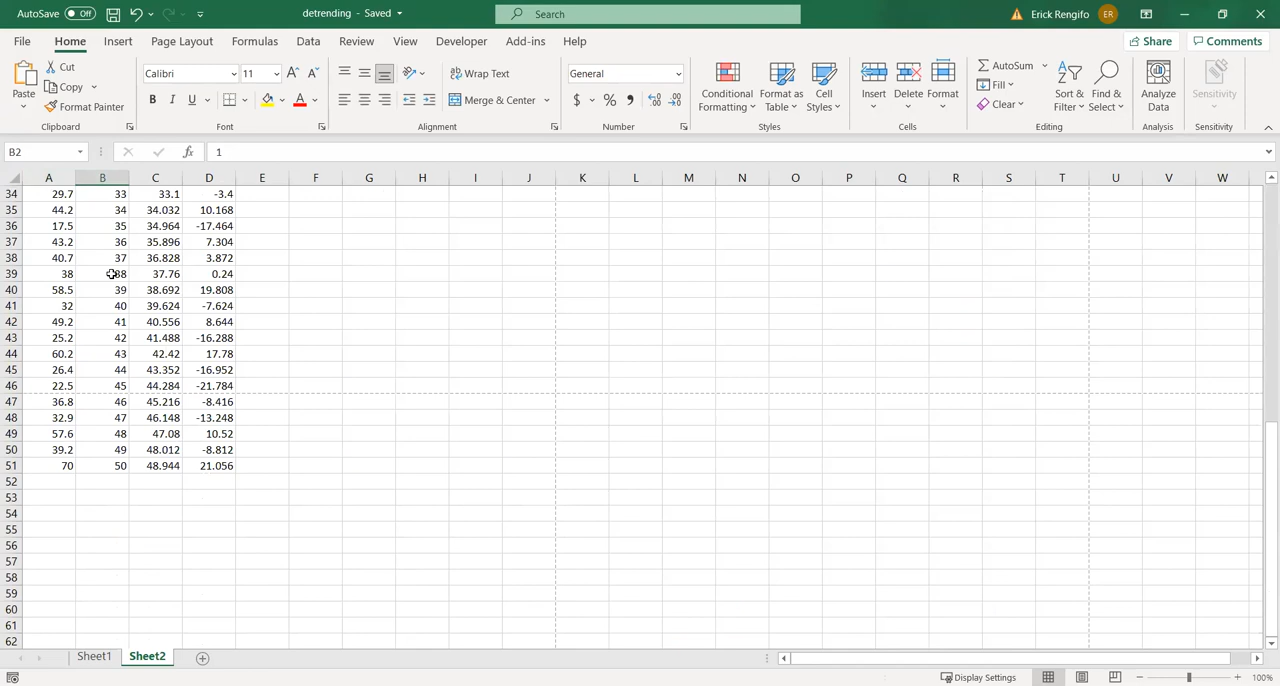 AutoSave Off detrending - Saved Search Erick Rengifo ER
File Home Insert Page Layout Formulas Data Review View Developer Add-ins Help Share Comments
Paste Cut Copy Format Painter Clipboard
Calibri 11 A A B I U A Font
ab Wrap Text Merge & Center Alignment
General $ % , Number
Conditional Formatting Format as Table Cell Styles Styles
Insert Delete Format Cells
AutoSum Fill Clear Sort & Filter Find & Select Editing
Analyze Data Analysis
Sensitivity Sensitivity
B2 fx 1
A B C D E F G H I J K L M N O P Q R S T U V W
34 29.7 33 33.1 -3.4
35 44.2 34 34.032 10.168
36 17.5 35 34.964 -17.464
37 43.2 36 35.896 7.304
38 40.7 37 36.828 3.872
39 38 38 37.76 0.24
40 58.5 39 38.692 19.808
41 32 40 39.624 -7.624
42 49.2 41 40.556 8.644
43 25.2 42 41.488 -16.288
44 60.2 43 42.42 17.78
45 26.4 44 43.352 -16.952
46 22.5 45 44.284 -21.784
47 36.8 46 45.216 -8.416
48 32.9 47 46.148 -13.248
49 57.6 48 47.08 10.52
50 39.2 49 48.012 -8.812
51 70 50 48.944 21.056
52
53
54
55
56
57
58
59
60
61
62
Sheet1 Sheet2
Display Settings 100%